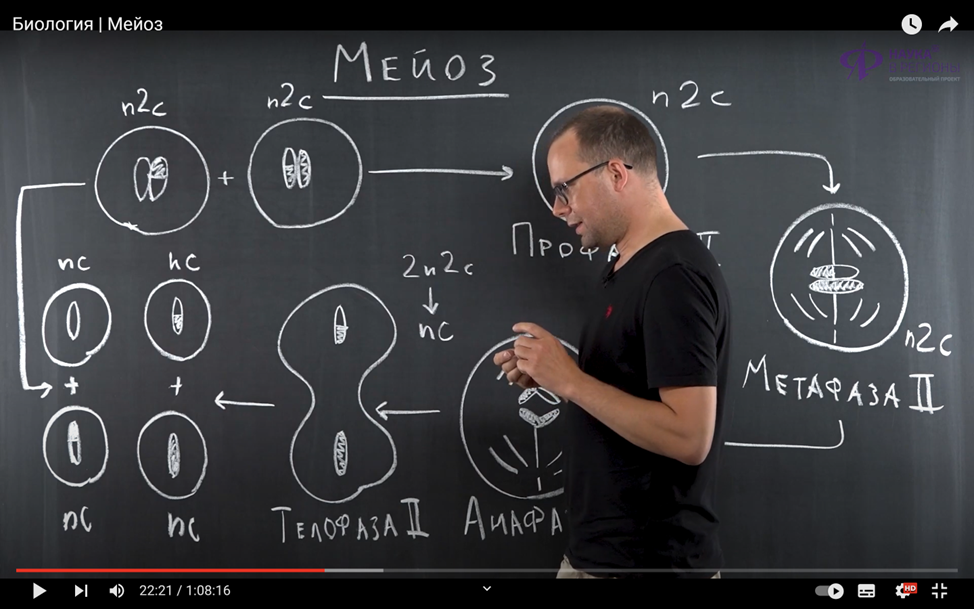 Биология | Мейоз
Мейоз
n2c
n2c
n2c
nc
nc
2n2c
nc
Метафаза II
n2c
nc
nc
Телофаза II
22:21 / 1:08:16
HD